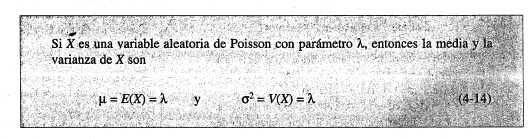 Si X es una variable aleatoria de Poisson con parámetro λ, entonces la media y la
varianza de X son
μ = E(X) = λ y σ² = V(X) = λ (4-14)